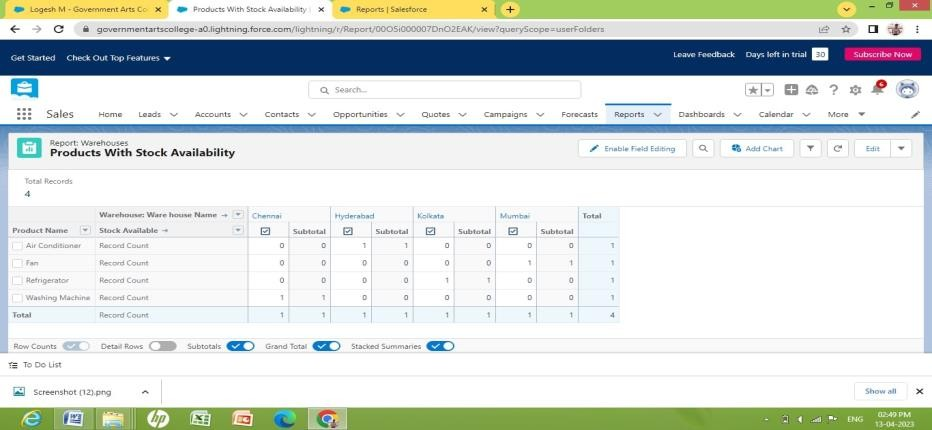 Logesh M - Government Arts Co
Products With Stock Availability
Reports | Salesforce
governmentartscollege-a0.lightning.force.com/lightning/r/Report/00O5i000007DnO2EAK/view?queryScope=userFolders
Get Started Check Out Top Features
Leave Feedback Days left in trial 30 Subscribe Now
Search...
6
Sales Home Leads Accounts Contacts Opportunities Quotes Campaigns Forecasts Reports Dashboards Calendar More
Report: Warehouses
Products With Stock Availability
Enable Field Editing Add Chart Edit
Total Records
4
Warehouse: Ware house Name → Chennai Hyderabad Kolkata Mumbai Total
Product Name Stock Available → Subtotal Subtotal Subtotal Subtotal
Air Conditioner Record Count 0 0 1 1 0 0 0 0 1
Fan Record Count 0 0 0 0 0 0 1 1 1
Refrigerator Record Count 0 0 0 0 1 1 0 0 1
Washing Machine Record Count 1 1 0 0 0 0 0 0 1
Total Record Count 1 1 1 1 1 1 1 1 4
Row Counts Detail Rows Subtotals Grand Total Stacked Summaries
To Do List
Screenshot (12).png
Show all
ENG
02:49 PM
13-04-2023